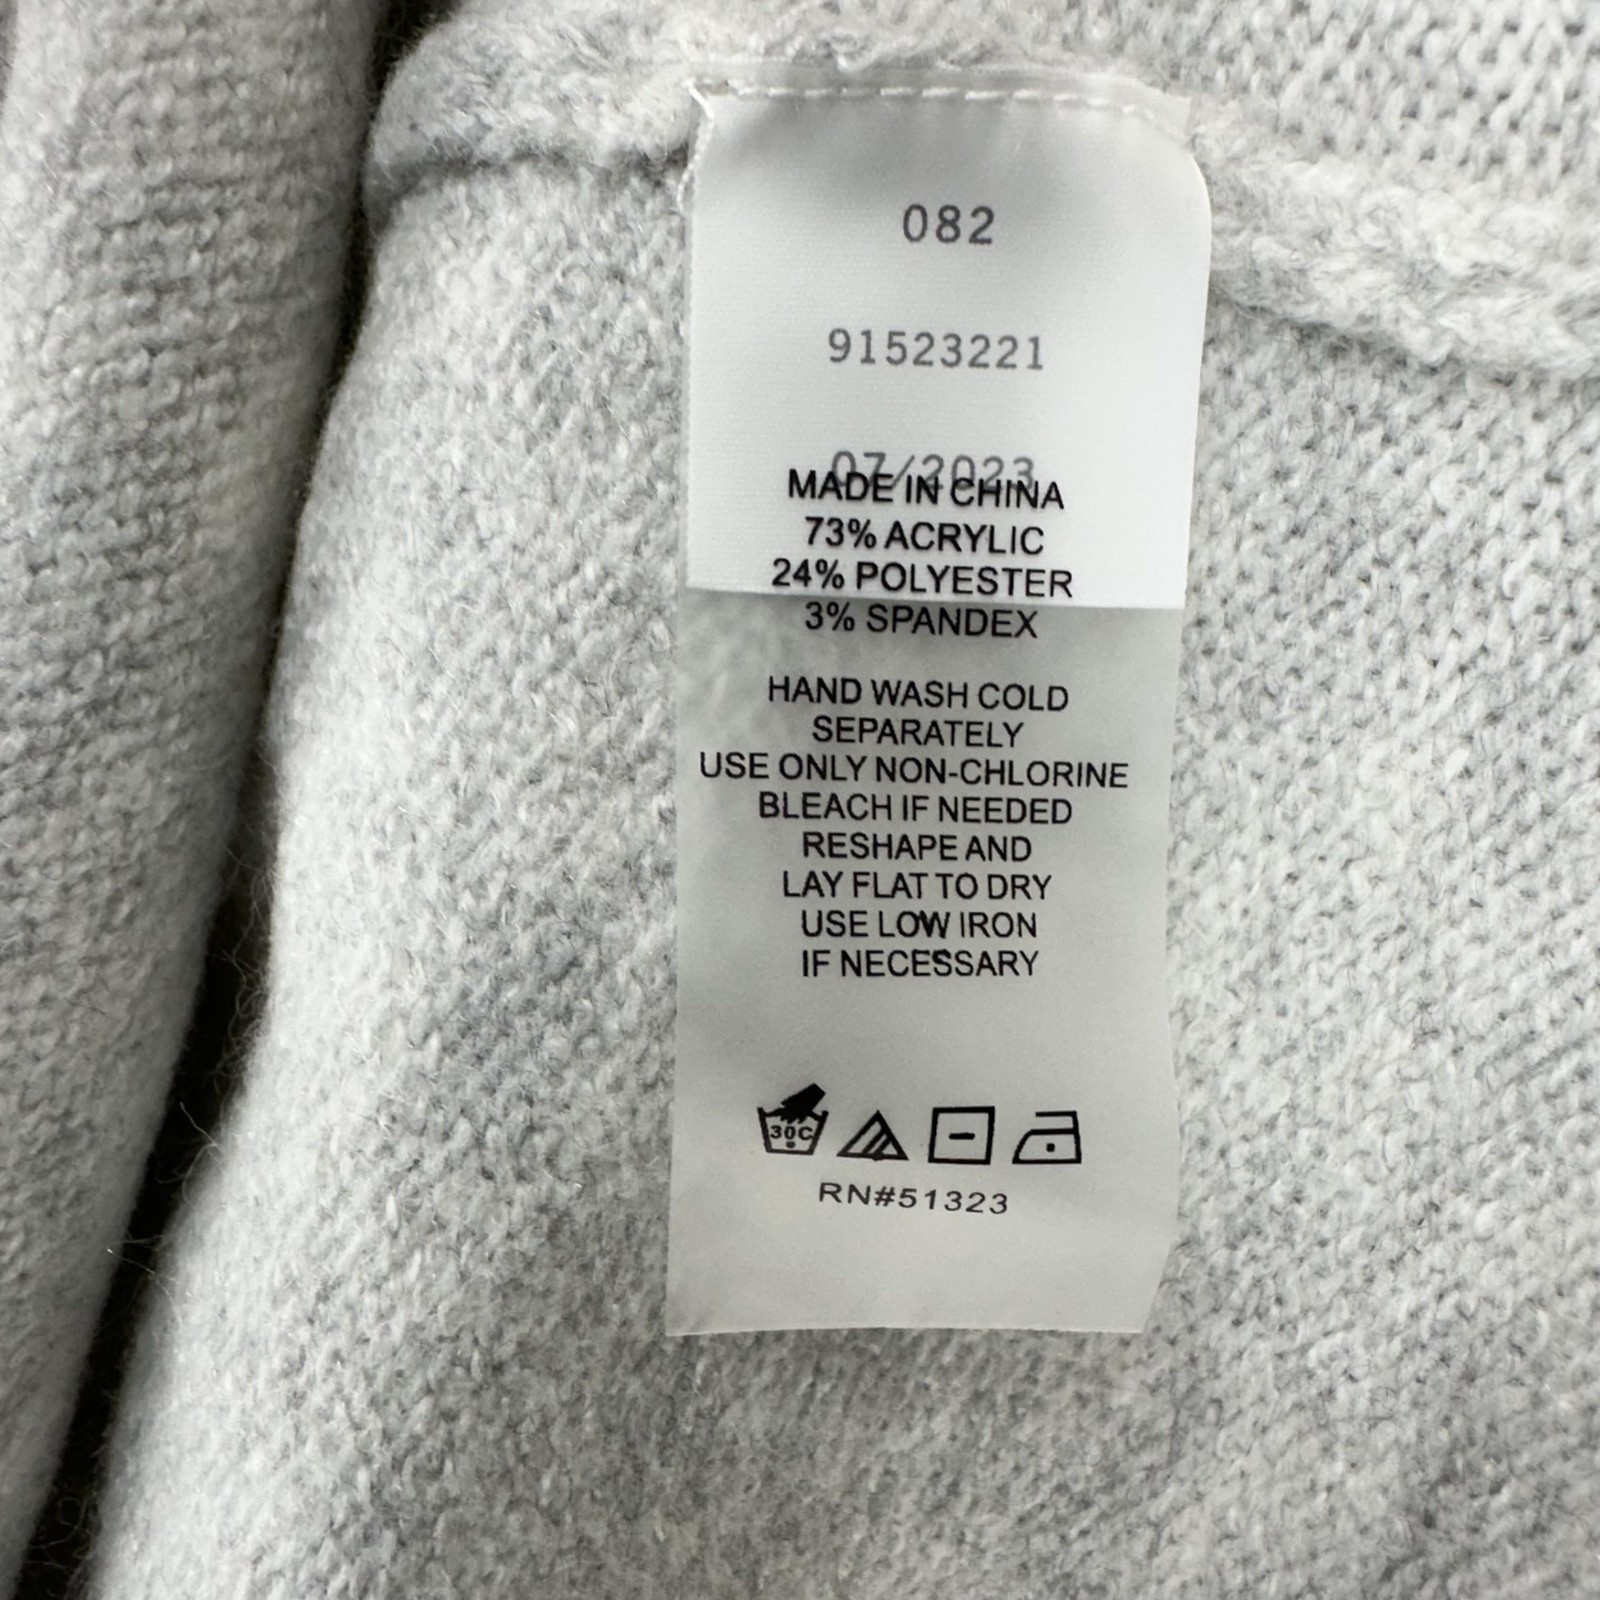 082
91523221
07/2023
MADE IN CHINA
73% ACRYLIC
24% POLYESTER
3% SPANDEX
HAND WASH COLD
SEPARATELY
USE ONLY NON-CHLORINE
BLEACH IF NEEDED
RESHAPE AND
LAY FLAT TO DRY
USE LOW IRON
IF NECESSARY
30C
RN#51323